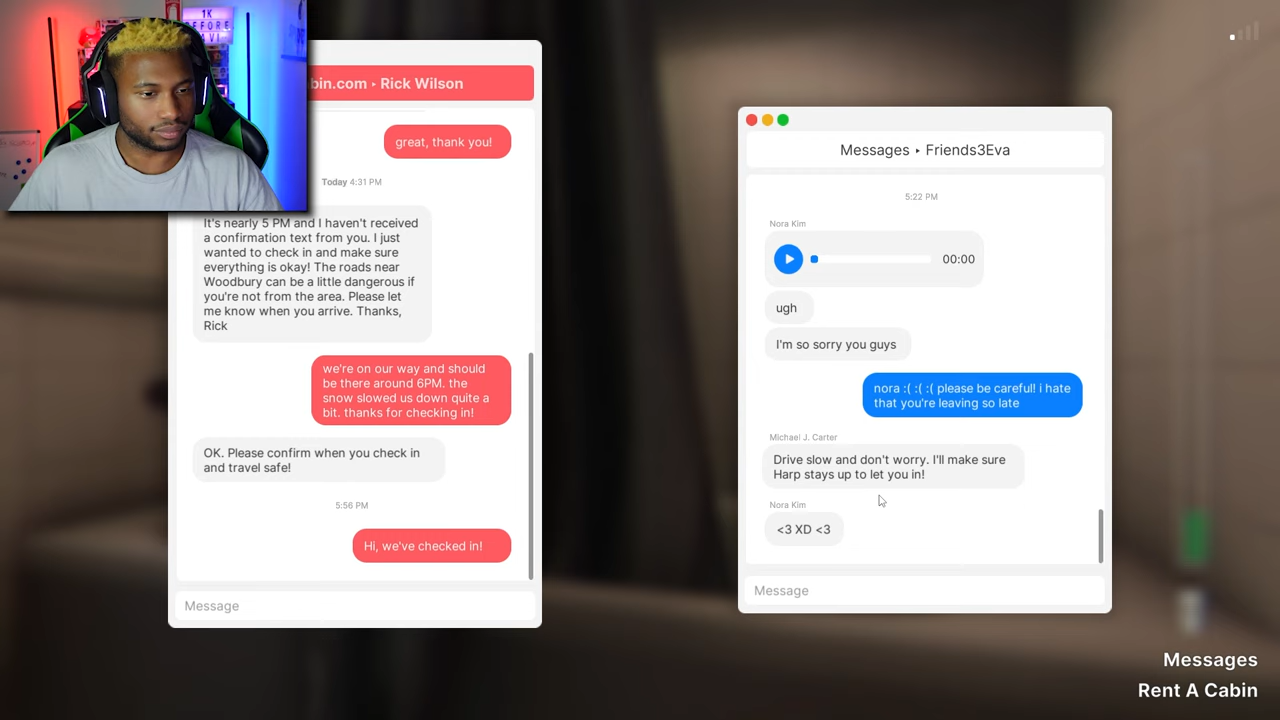 1K
bin.com ▸ Rick Wilson
great, thank you!
Today 4:31 PM
It's nearly 5 PM and I haven't received
a confirmation text from you. I just
wanted to check in and make sure
everything is okay! The roads near
Woodbury can be a little dangerous if
you're not from the area. Please let
me know when you arrive. Thanks,
Rick
we're on our way and should
be there around 6PM. the
snow slowed us down quite a
bit. thanks for checking in!
OK. Please confirm when you check in
and travel safe!
5:56 PM
Hi, we've checked in!
Message
Messages ▸ Friends3Eva
5:22 PM
Nora Kim
00:00
ugh
I'm so sorry you guys
nora :( :( :( please be careful! i hate
that you're leaving so late
Michael J. Carter
Drive slow and don't worry. I'll make sure
Harp stays up to let you in!
Nora Kim
<3 XD <3
Message
Messages
Rent A Cabin